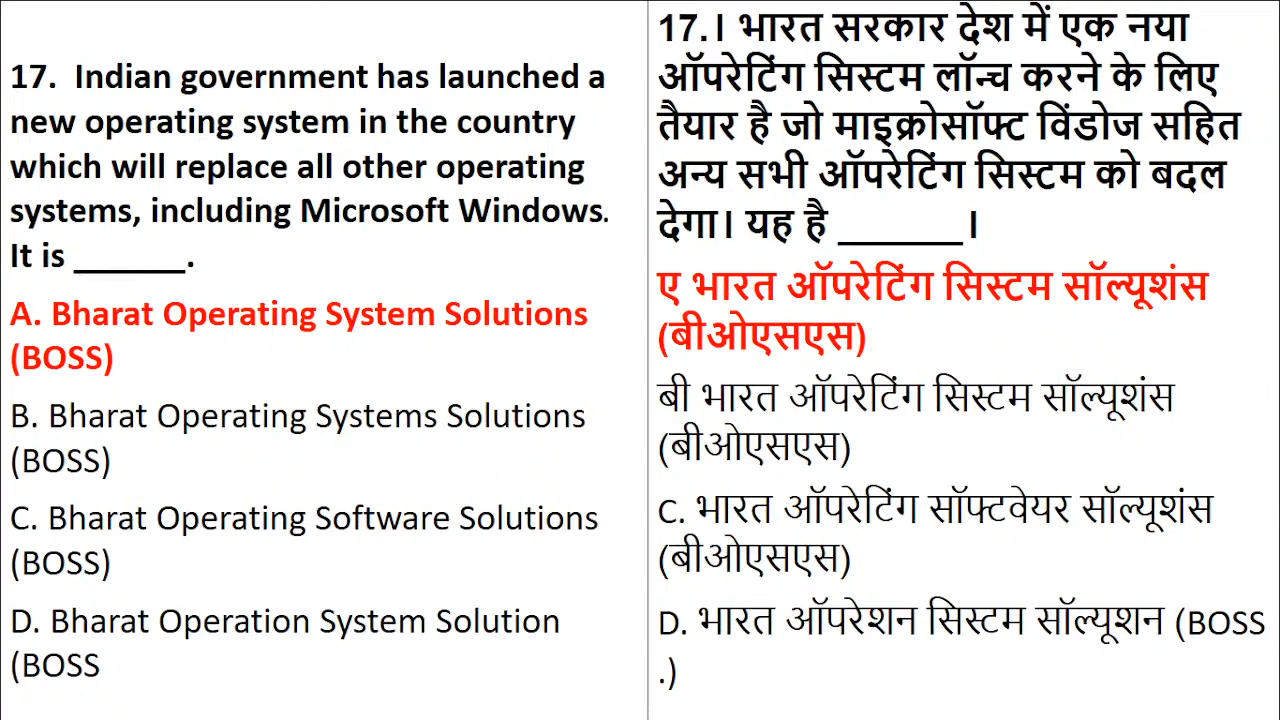 17.  Indian government has launched a
new operating system in the country
which will replace all other operating
systems, including Microsoft Windows.
It is ______.
A. Bharat Operating System Solutions
(BOSS)
B. Bharat Operating Systems Solutions
(BOSS)
C. Bharat Operating Software Solutions
(BOSS)
D. Bharat Operation System Solution
(BOSS
17.। भारत सरकार देश में एक नया
ऑपरेटिंग सिस्टम लॉन्च करने के लिए
तैयार है जो माइक्रोसॉफ्ट विंडोज सहित
अन्य सभी ऑपरेटिंग सिस्टम को बदल
देगा। यह है ______।
ए भारत ऑपरेटिंग सिस्टम सॉल्यूशंस
(बीओएसएस)
बी भारत ऑपरेटिंग सिस्टम सॉल्यूशंस
(बीओएसएस)
C. भारत ऑपरेटिंग सॉफ्टवेयर सॉल्यूशंस
(बीओएसएस)
D. भारत ऑपरेशन सिस्टम सॉल्यूशन (BOSS
.)